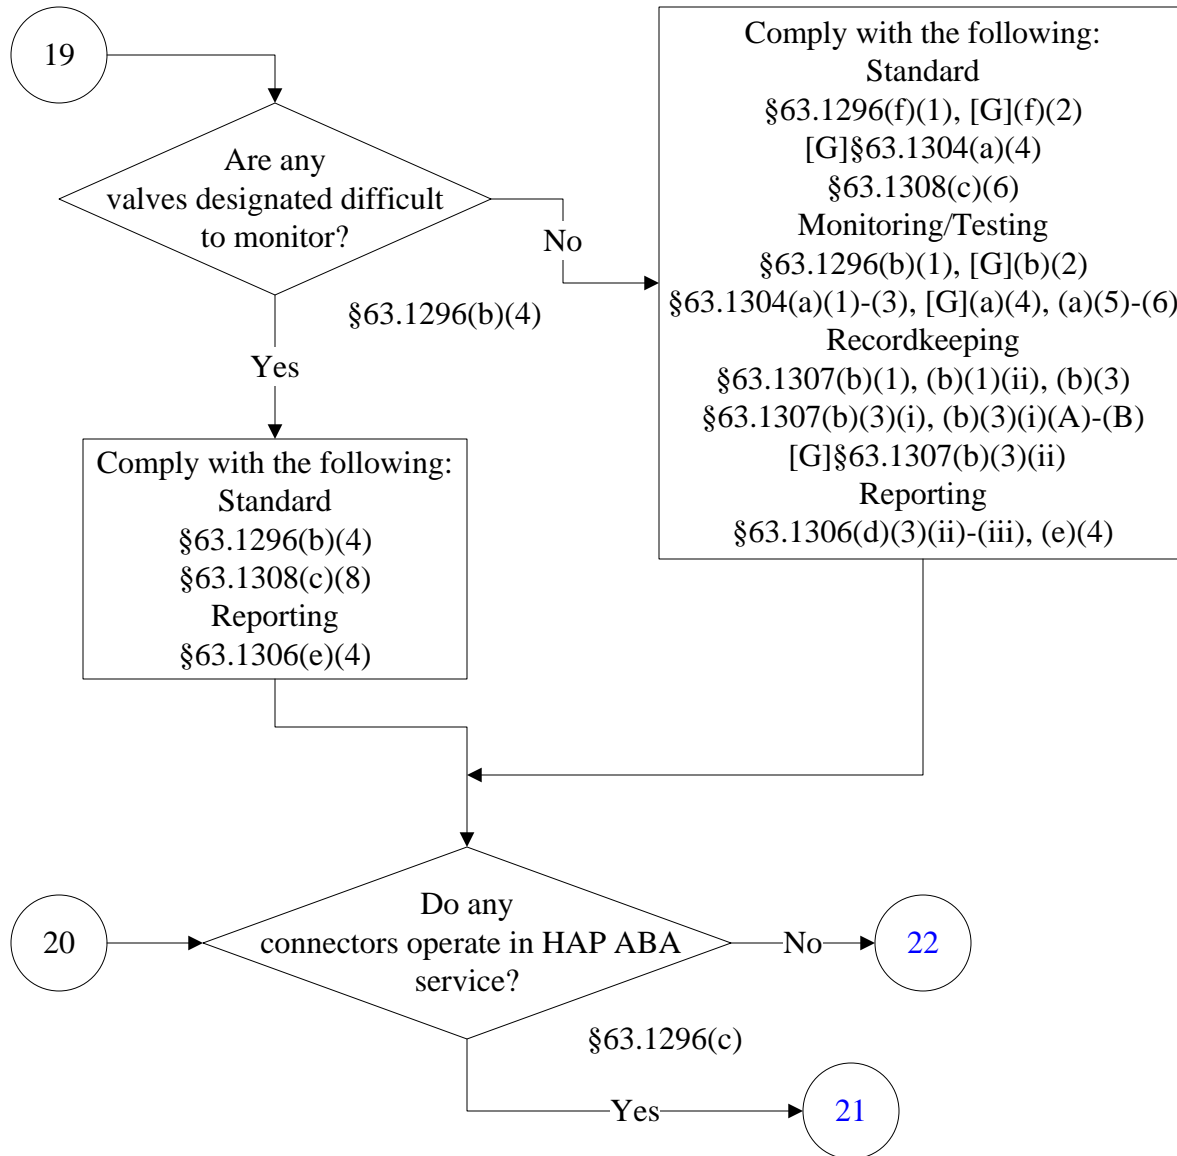 19
Are any
valves designated difficult
to monitor?
No
§63.1296(b)(4)
Yes
Comply with the following:
Standard
§63.1296(f)(1), [G](f)(2)
[G]§63.1304(a)(4)
§63.1308(c)(6)
Monitoring/Testing
§63.1296(b)(1), [G](b)(2)
§63.1304(a)(1)-(3), [G](a)(4), (a)(5)-(6)
Recordkeeping
§63.1307(b)(1), (b)(1)(ii), (b)(3)
§63.1307(b)(3)(i), (b)(3)(i)(A)-(B)
[G]§63.1307(b)(3)(ii)
Reporting
§63.1306(d)(3)(ii)-(iii), (e)(4)
Comply with the following:
Standard
§63.1296(b)(4)
§63.1308(c)(8)
Reporting
§63.1306(e)(4)
20
Do any
connectors operate in HAP ABA
service?
No
22
§63.1296(c)
Yes
21